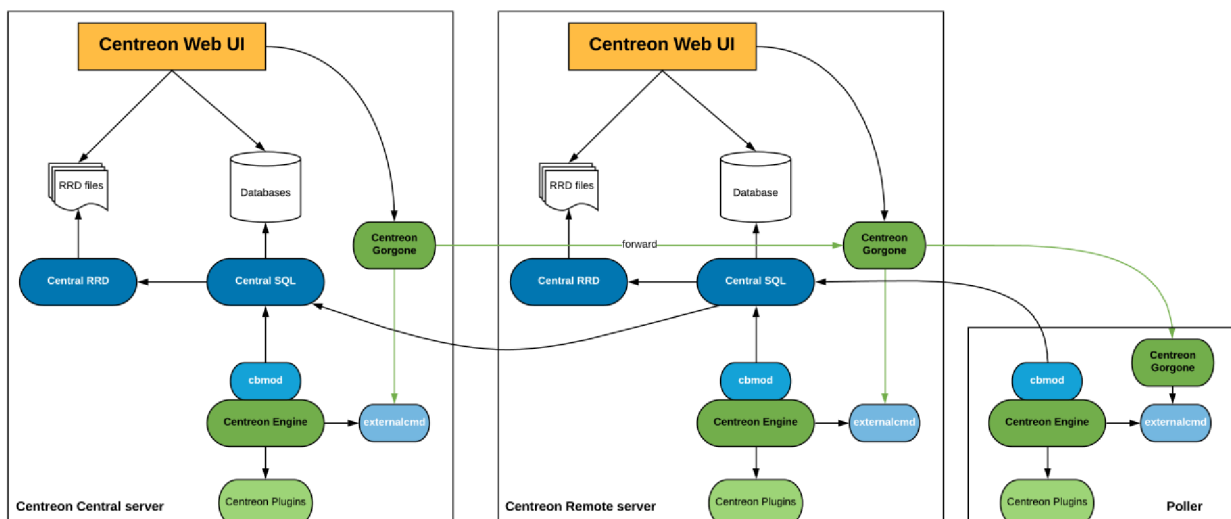 Centreon Web UI
RRD files
Databases
Centreon
Gorgone
Central RRD
Central SQL
cbmod
Centreon Engine
externalcmd
Centreon Plugins
Centreon Central server
forward
Centreon Web UI
RRD files
Database
Centreon
Gorgone
Central RRD
Central SQL
cbmod
Centreon Engine
externalcmd
Centreon Plugins
Centreon Remote server
Centreon
Gorgone
cbmod
Centreon Engine
externalcmd
Centreon Plugins
Poller